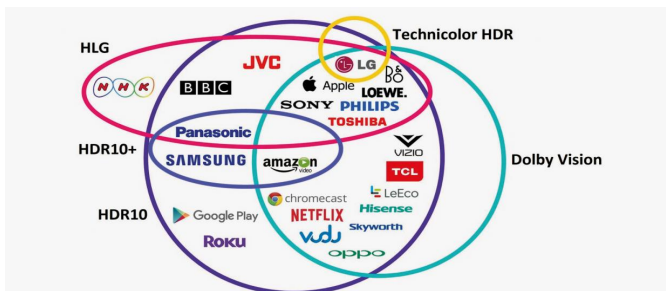 Technicolor HDR
HLG
JVC
LG
B&O
NHK
BBC
Apple
LOEWE.
SONY PHILIPS
TOSHIBA
Panasonic
HDR10+
SAMSUNG
amazon
video
VIZIO
Dolby Vision
TCL
LeEco
chromecast
Hisense
HDR10
Google Play
NETFLIX
Skyworth
ROKU
vudu
oppo